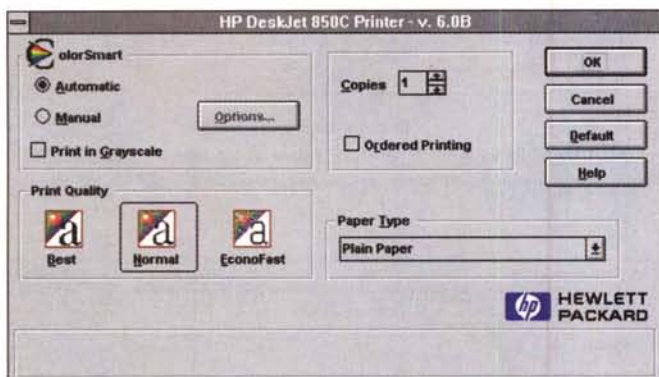 HP DeskJet 850C Printer - v. 6.0B
ColorSmart
Automatic
Manual
Options...
Print in Grayscale
Copies 1
Ordered Printing
OK
Cancel
Default
Help
Print Quality
a a a
Best Normal EconoFast
Paper Type
Plain Paper
hp HEWLETT
PACKARD